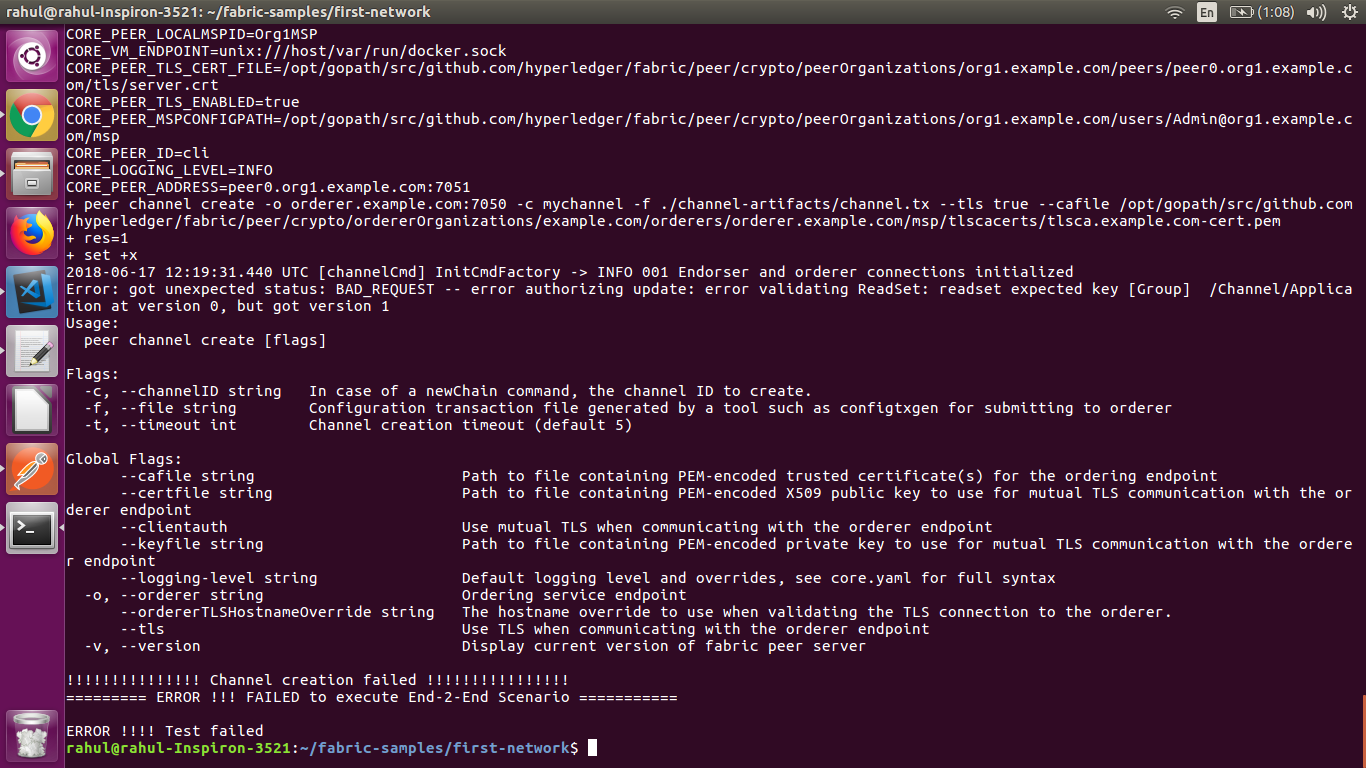 rahul@rahul-Inspiron-3521: ~/fabric-samples/first-network
En
(1:08)
CORE_PEER_LOCALMSPID=Org1MSP
CORE_VM_ENDPOINT=unix:///host/var/run/docker.sock
CORE_PEER_TLS_CERT_FILE=/opt/gopath/src/github.com/hyperledger/fabric/peer/crypto/peerOrganizations/org1.example.com/peers/peer0.org1.example.c
om/tls/server.crt
CORE_PEER_TLS_ENABLED=true
CORE_PEER_MSPCONFIGPATH=/opt/gopath/src/github.com/hyperledger/fabric/peer/crypto/peerOrganizations/org1.example.com/users/Admin@org1.example.c
om/msp
CORE_PEER_ID=cli
CORE_LOGGING_LEVEL=INFO
CORE_PEER_ADDRESS=peer0.org1.example.com:7051
+ peer channel create -o orderer.example.com:7050 -c mychannel -f ./channel-artifacts/channel.tx --tls true --cafile /opt/gopath/src/github.com
/hyperledger/fabric/peer/crypto/ordererOrganizations/example.com/orderers/orderer.example.com/msp/tlscacerts/tlsca.example.com-cert.pem
+ res=1
+ set +x
2018-06-17 12:19:31.440 UTC [channelCmd] InitCmdFactory -> INFO 001 Endorser and orderer connections initialized
Error: got unexpected status: BAD_REQUEST -- error authorizing update: error validating ReadSet: readset expected key [Group]  /Channel/Applica
tion at version 0, but got version 1
Usage:
  peer channel create [flags]
Flags:
  -c, --channelID string   In case of a newChain command, the channel ID to create.
  -f, --file string        Configuration transaction file generated by a tool such as configtxgen for submitting to orderer
  -t, --timeout int        Channel creation timeout (default 5)
Global Flags:
      --cafile string                       Path to file containing PEM-encoded trusted certificate(s) for the ordering endpoint
      --certfile string                     Path to file containing PEM-encoded X509 public key to use for mutual TLS communication with the or
derer endpoint
      --clientauth                          Use mutual TLS when communicating with the orderer endpoint
      --keyfile string                      Path to file containing PEM-encoded private key to use for mutual TLS communication with the ordere
r endpoint
      --logging-level string                Default logging level and overrides, see core.yaml for full syntax
  -o, --orderer string                      Ordering service endpoint
      --ordererTLSHostnameOverride string   The hostname override to use when validating the TLS connection to the orderer.
      --tls                                 Use TLS when communicating with the orderer endpoint
  -v, --version                             Display current version of fabric peer server
!!!!!!!!!!!!!!! Channel creation failed !!!!!!!!!!!!!!!!
========= ERROR !!! FAILED to execute End-2-End Scenario ===========
ERROR !!!! Test failed
rahul@rahul-Inspiron-3521:~/fabric-samples/first-network$